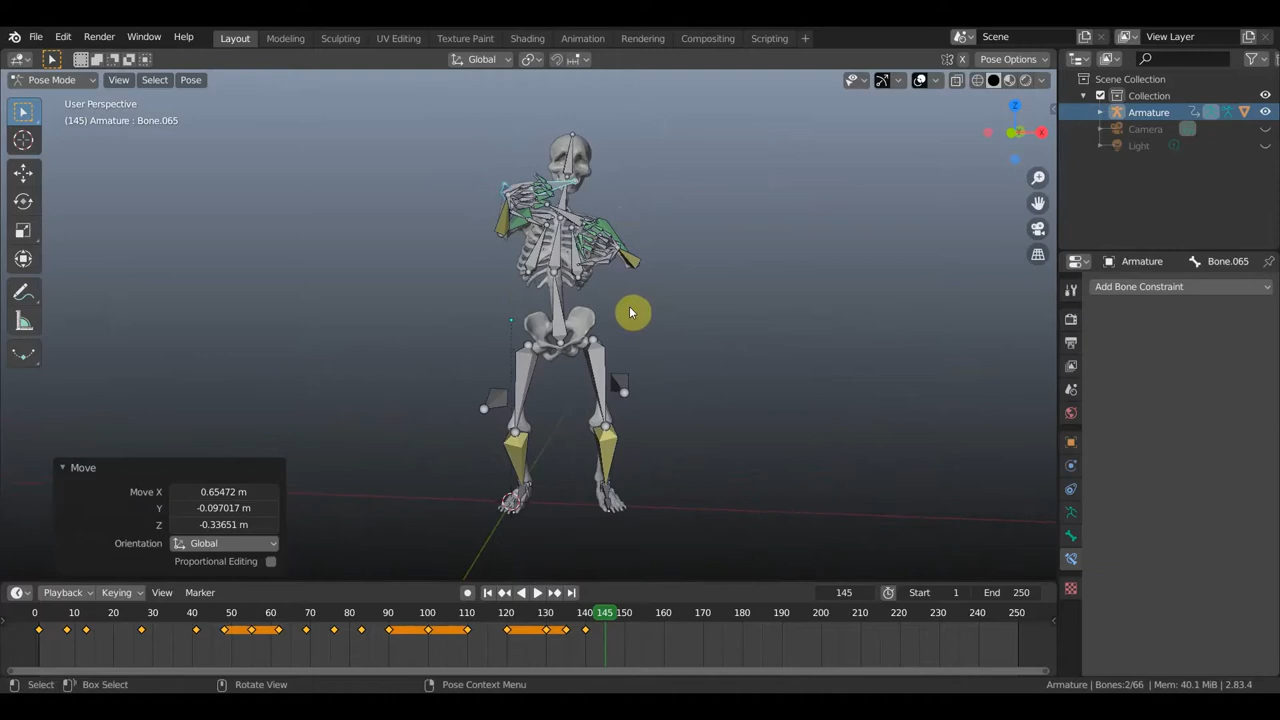 File Edit Render Window Help Layout Modeling Sculpting UV Editing Texture Paint Shading Animation Rendering Compositing Scripting + Scene View Layer
Global X Pose Options
Pose Mode View Select Pose
User Perspective
(145) Armature : Bone.065
Z
X
Scene Collection
Collection
Armature
Camera
Light
Armature Bone.065
Add Bone Constraint
Move
Move X 0.65472 m
Y -0.097017 m
Z -0.33651 m
Orientation Global
Proportional Editing
Playback Keying View Marker 145 Start 1 End 250
0 10 20 30 40 50 60 70 80 90 100 110 120 130 140 145 150 160 170 180 190 200 210 220 230 240 250
Select Box Select Rotate View Pose Context Menu Armature | Bones:2/66 | Mem: 40.1 MiB | 2.83.4